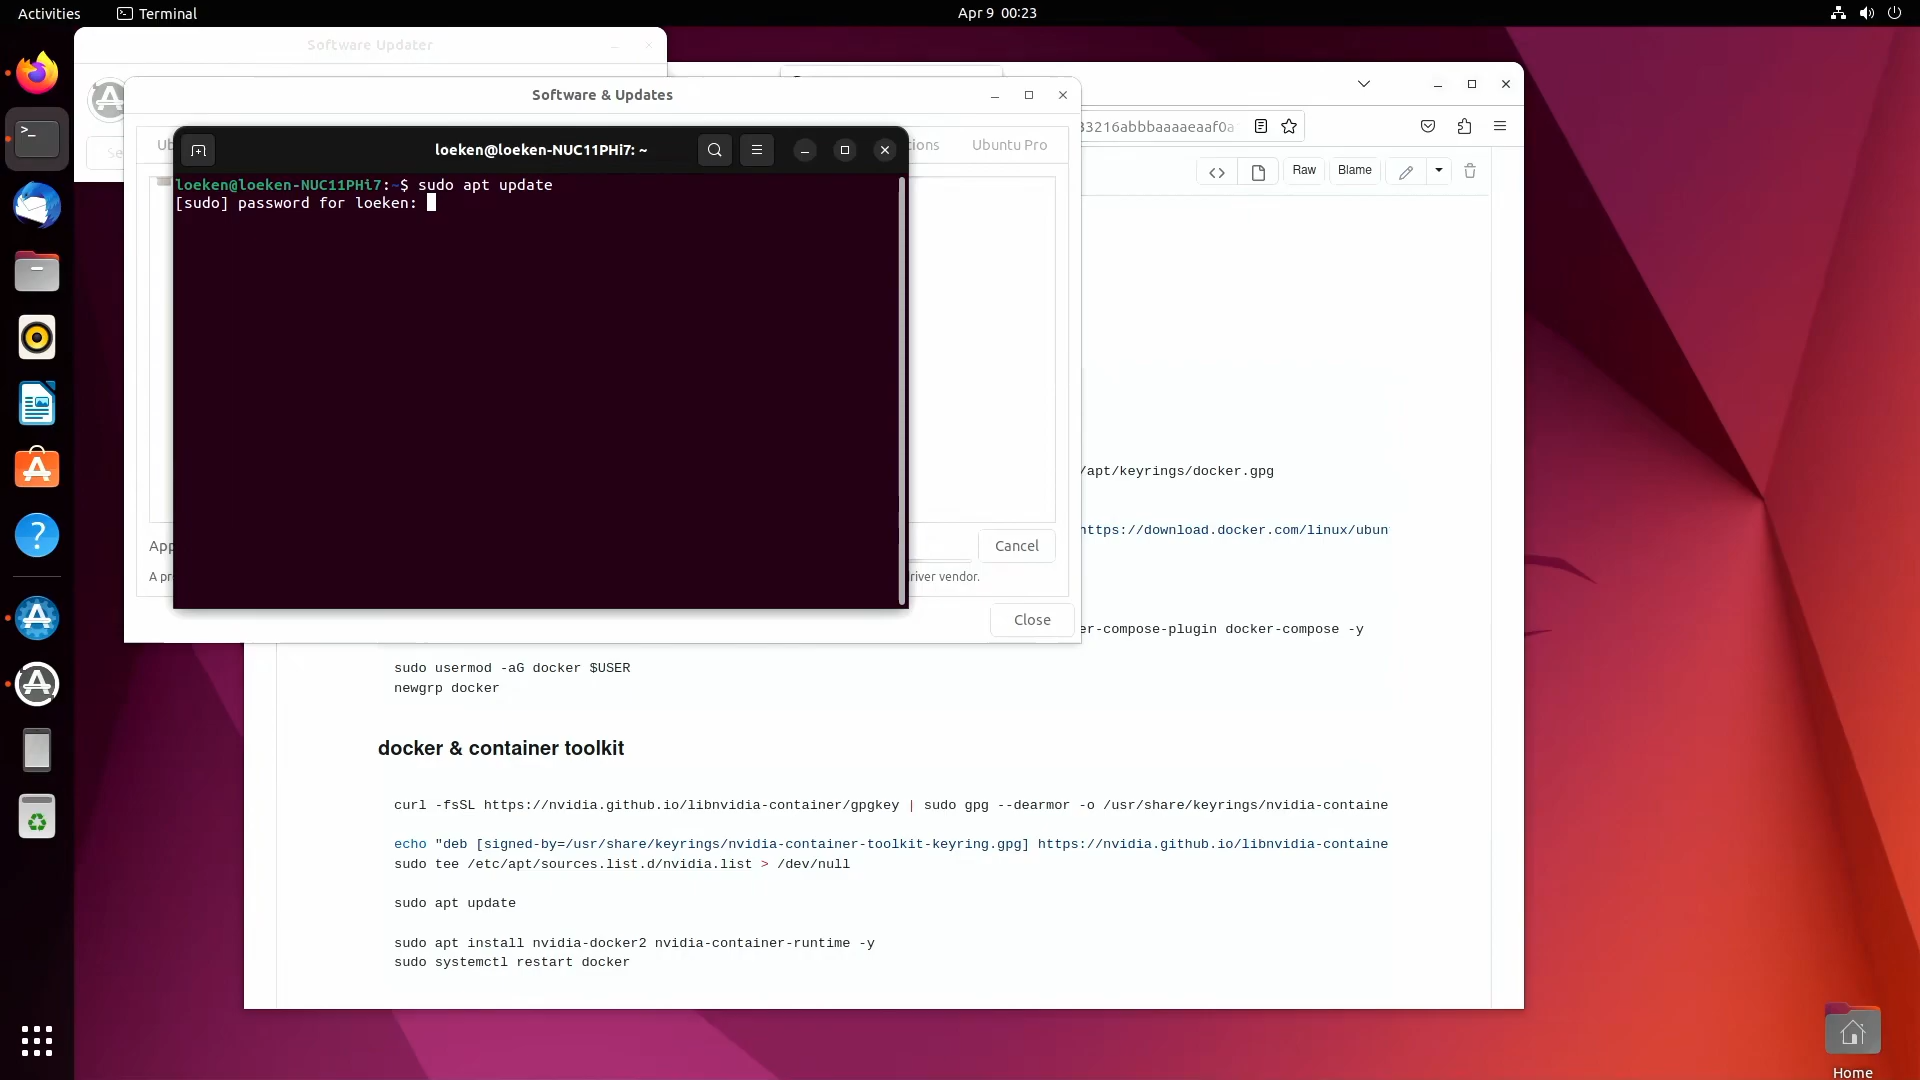 Activities
Terminal
Apr 9 00:23
Software Updater
Software & Updates
Ub
ions
Ubuntu Pro
Se
33216abbbaaaaeaaf0a
Raw
Blame
loeken@loeken-NUC11PHi7: ~
loeken@loeken-NUC11PHi7:~$ sudo apt update
[sudo] password for loeken:
/apt/keyrings/docker.gpg
https://download.docker.com/linux/ubun
App
Cancel
A pr
river vendor.
Close
er-compose-plugin docker-compose -y
sudo usermod -aG docker $USER
newgrp docker
docker & container toolkit
curl -fsSL https://nvidia.github.io/libnvidia-container/gpgkey | sudo gpg --dearmor -o /usr/share/keyrings/nvidia-containe
echo "deb [signed-by=/usr/share/keyrings/nvidia-container-toolkit-keyring.gpg] https://nvidia.github.io/libnvidia-containe
sudo tee /etc/apt/sources.list.d/nvidia.list > /dev/null
sudo apt update
sudo apt install nvidia-docker2 nvidia-container-runtime -y
sudo systemctl restart docker
Home